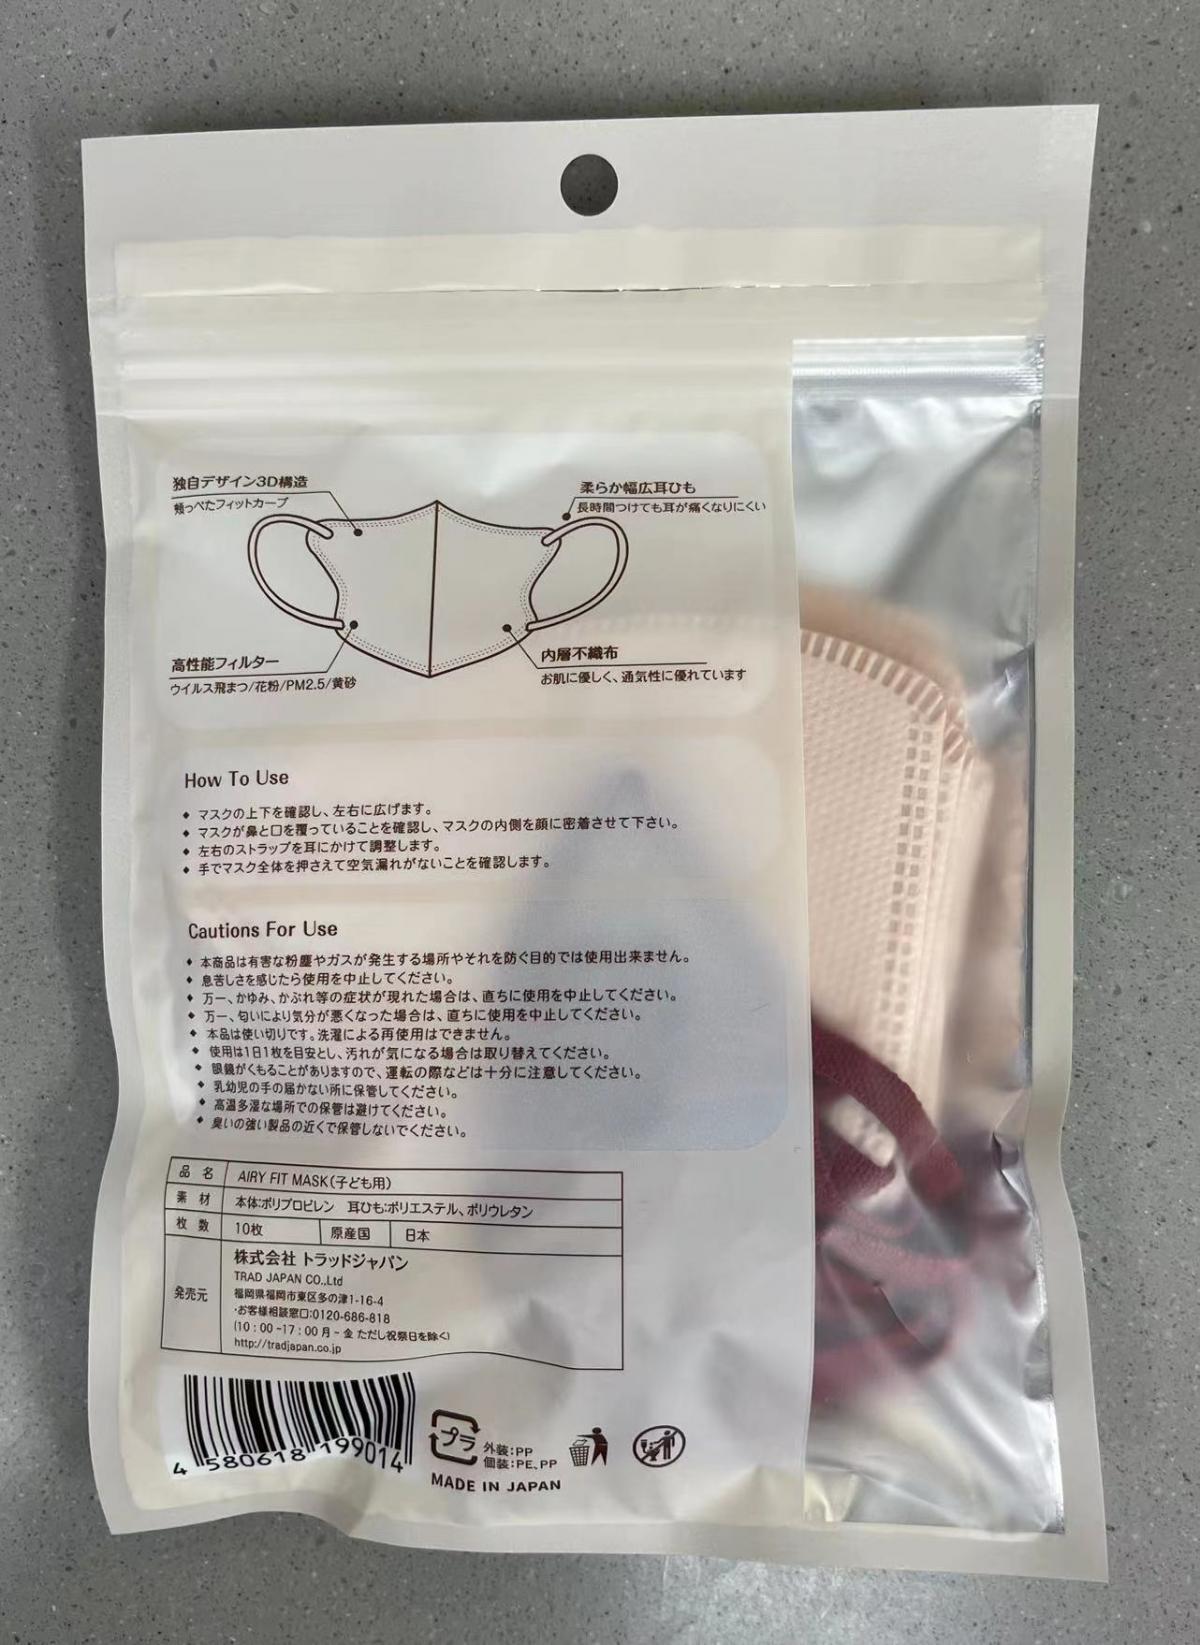 独自デザイン3D構造
頬っぺたフィットカーブ
柔らか幅広耳ひも
長時間つけても耳が痛くなりにくい
高性能フィルター
ウイルス飛まつ/花粉/PM2.5/黄砂
内層不織布
お肌に優しく、通気性に優れています
How To Use
◆ マスクの上下を確認し、左右に広げます。
◆ マスクが鼻と口を覆っていることを確認し、マスクの内側を顔に密着させて下さい。
◆ 左右のストラップを耳にかけて調整します。
◆ 手でマスク全体を押さえて空気漏れがないことを確認します。
Cautions For Use
◆ 本商品は有害な粉塵やガスが発生する場所やそれを防ぐ目的では使用出来ません。
◆ 息苦しさを感じたら使用を中止してください。
◆ 万一、かゆみ、かぶれ等の症状が現れた場合は、直ちに使用を中止してください。
◆ 万一、匂いにより気分が悪くなった場合は、直ちに使用を中止してください。
◆ 本品は使い切りです。洗濯による再使用はできません。
◆ 使用は1日1枚を目安とし、汚れが気になる場合は取り替えてください。
◆ 眼鏡がくもることがありますので、運転の際などは十分に注意してください。
◆ 乳幼児の手の届かない所に保管してください。
◆ 高温多湿な場所での保管は避けてください。
◆ 臭いの強い製品の近くで保管しないでください。
品 名 AIRY FIT MASK(子ども用)
素 材 本体:ポリプロピレン 耳ひも:ポリエステル、ポリウレタン
枚 数 10枚 原産国 日本
発売元 株式会社 トラッドジャパン
TRAD JAPAN CO.,Ltd
福岡県福岡市東区多の津1-16-4
・お客様相談窓口:0120-686-818
(10:00-17:00 月-金 ただし祝祭日を除く)
http://tradjapan.co.jp
4 580618 199014
プラ
外装:PP
個装:PE、PP
MADE IN JAPAN